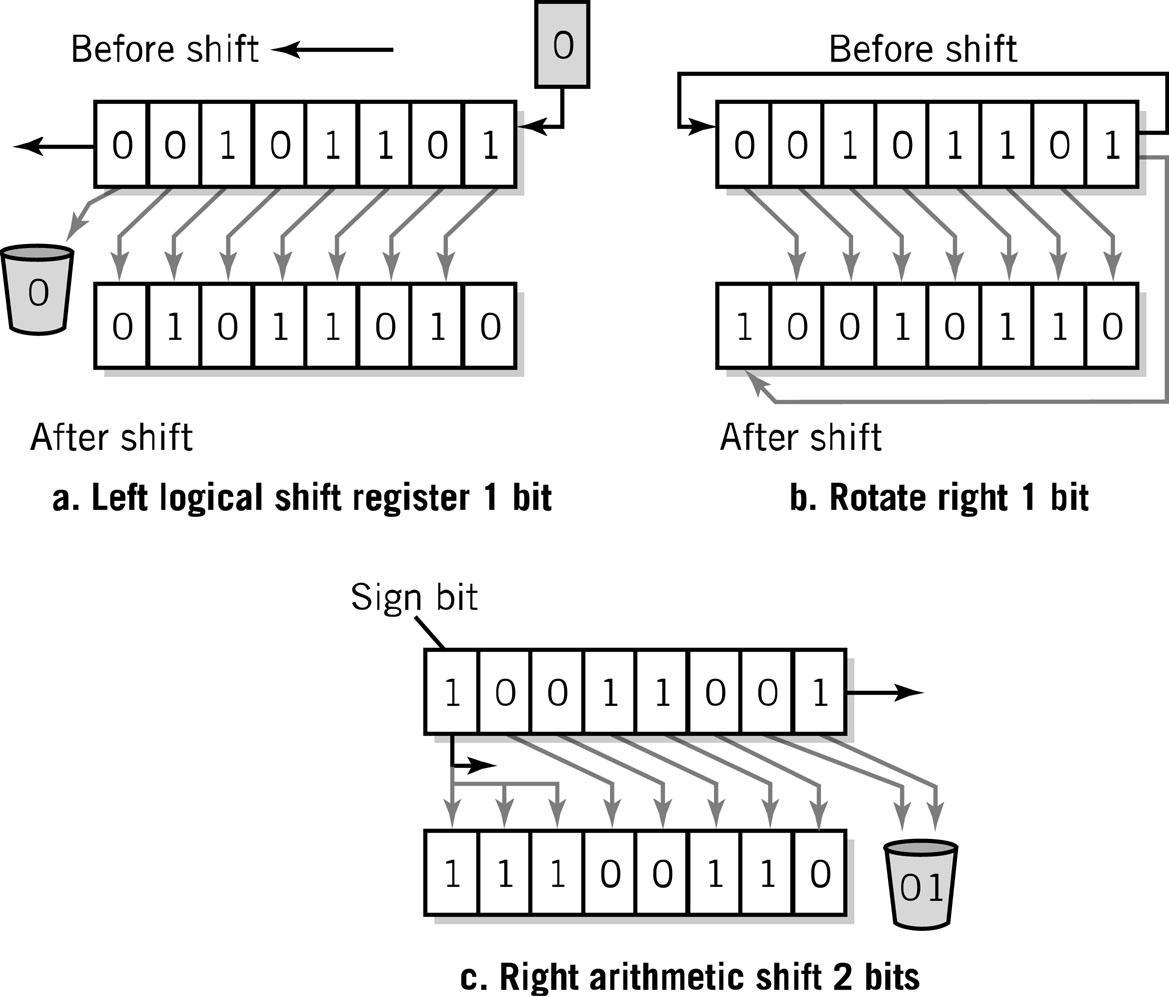 Before shift
0
0 0 1 0 1 1 0 1
0
0 1 0 1 1 0 1 0
After shift
a. Left logical shift register 1 bit
Before shift
0 0 1 0 1 1 0 1
1 0 0 1 0 1 1 0
After shift
b. Rotate right 1 bit
Sign bit
1 0 0 1 1 0 0 1
1 1 1 0 0 1 1 0
01
c. Right arithmetic shift 2 bits